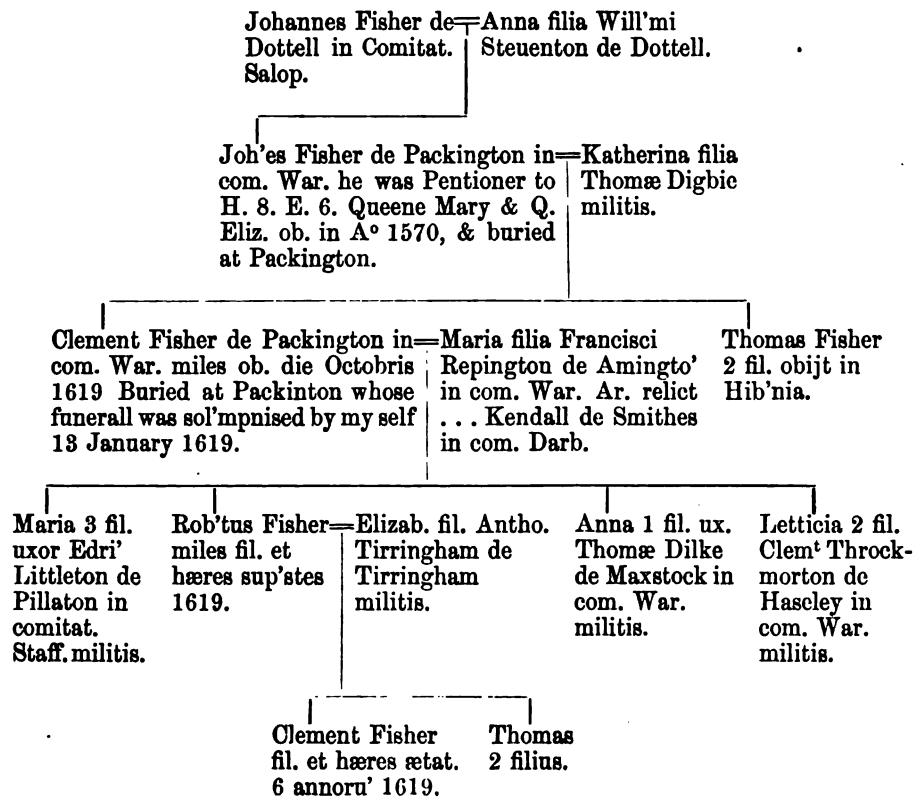 Johannes Fisher de
Dottell in Comitat.
Salop.
Anna filia Will'mi
Steuenton de Dottell.
Joh'es Fisher de Packington in
com. War. he was Pentioner to
H. 8. E. 6. Queene Mary & Q.
Eliz. ob. in Aº 1570, & buried
at Packington.
Katherina filia
Thomæ Digbie
militis.
Clement Fisher de Packington in
com. War. miles ob. die Octobris
1619 Buried at Packinton whose
funerall was sol'mpnised by my self
13 January 1619.
Maria filia Francisci
Repington de Amingto'
in com. War. Ar. relict
. . . Kendall de Smithes
in com. Darb.
Thomas Fisher
2 fil. obijt in
Hib'nia.
Maria 3 fil.
uxor Edri'
Littleton de
Pillaton in
comitat.
Staff. militis.
Rob'tus Fisher
miles fil. et
hæres sup'stes
1619.
Elizab. fil. Antho.
Tirringham de
Tirringham
militis.
Anna 1 fil. ux.
Thomæ Dilke
de Maxstock in
com. War.
militis.
Letticia 2 fil.
Clemᵗ Throck-
morton de
Haseley in
com. War.
militis.
Clement Fisher
fil. et hæres ætat.
6 annoru' 1619.
Thomas
2 filius.